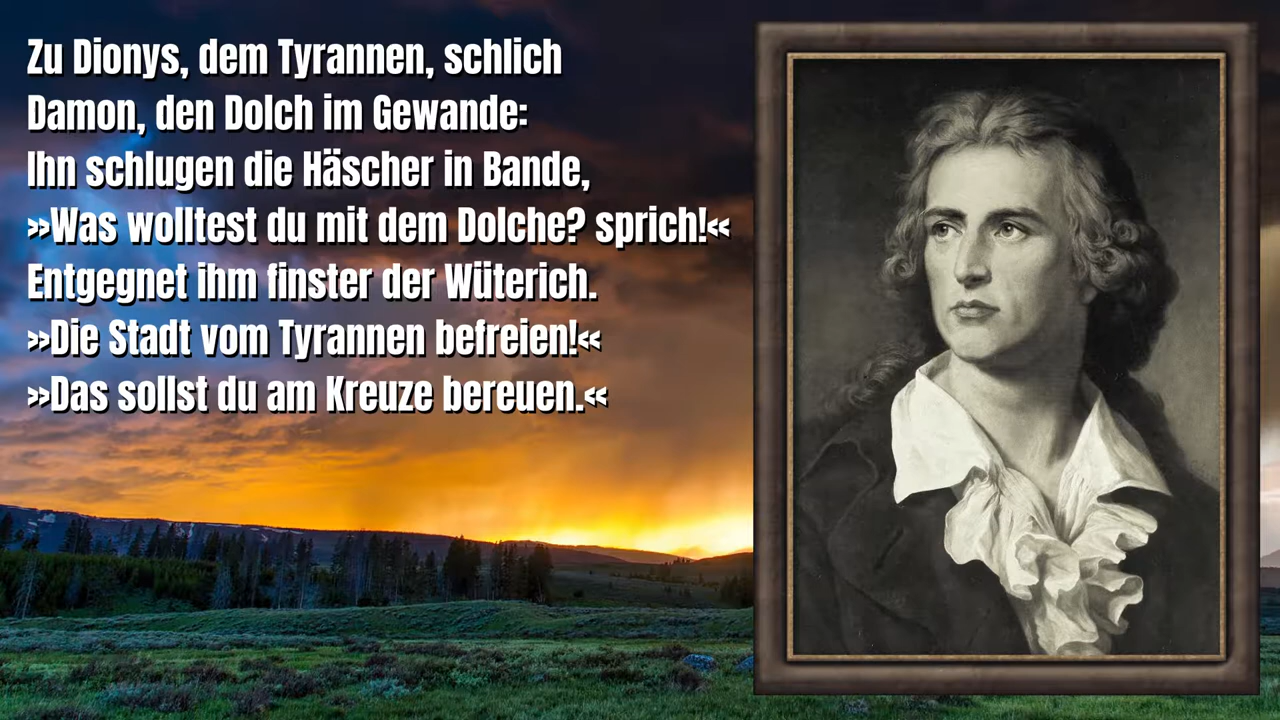 Zu Dionys, dem Tyrannen, schlich
Damon, den Dolch im Gewande:
Ihn schlugen die Häscher in Bande,
»Was wolltest du mit dem Dolche? sprich!«
Entgegnet ihm finster der Wüterich.
»Die Stadt vom Tyrannen befreien!«
»Das sollst du am Kreuze bereuen.«